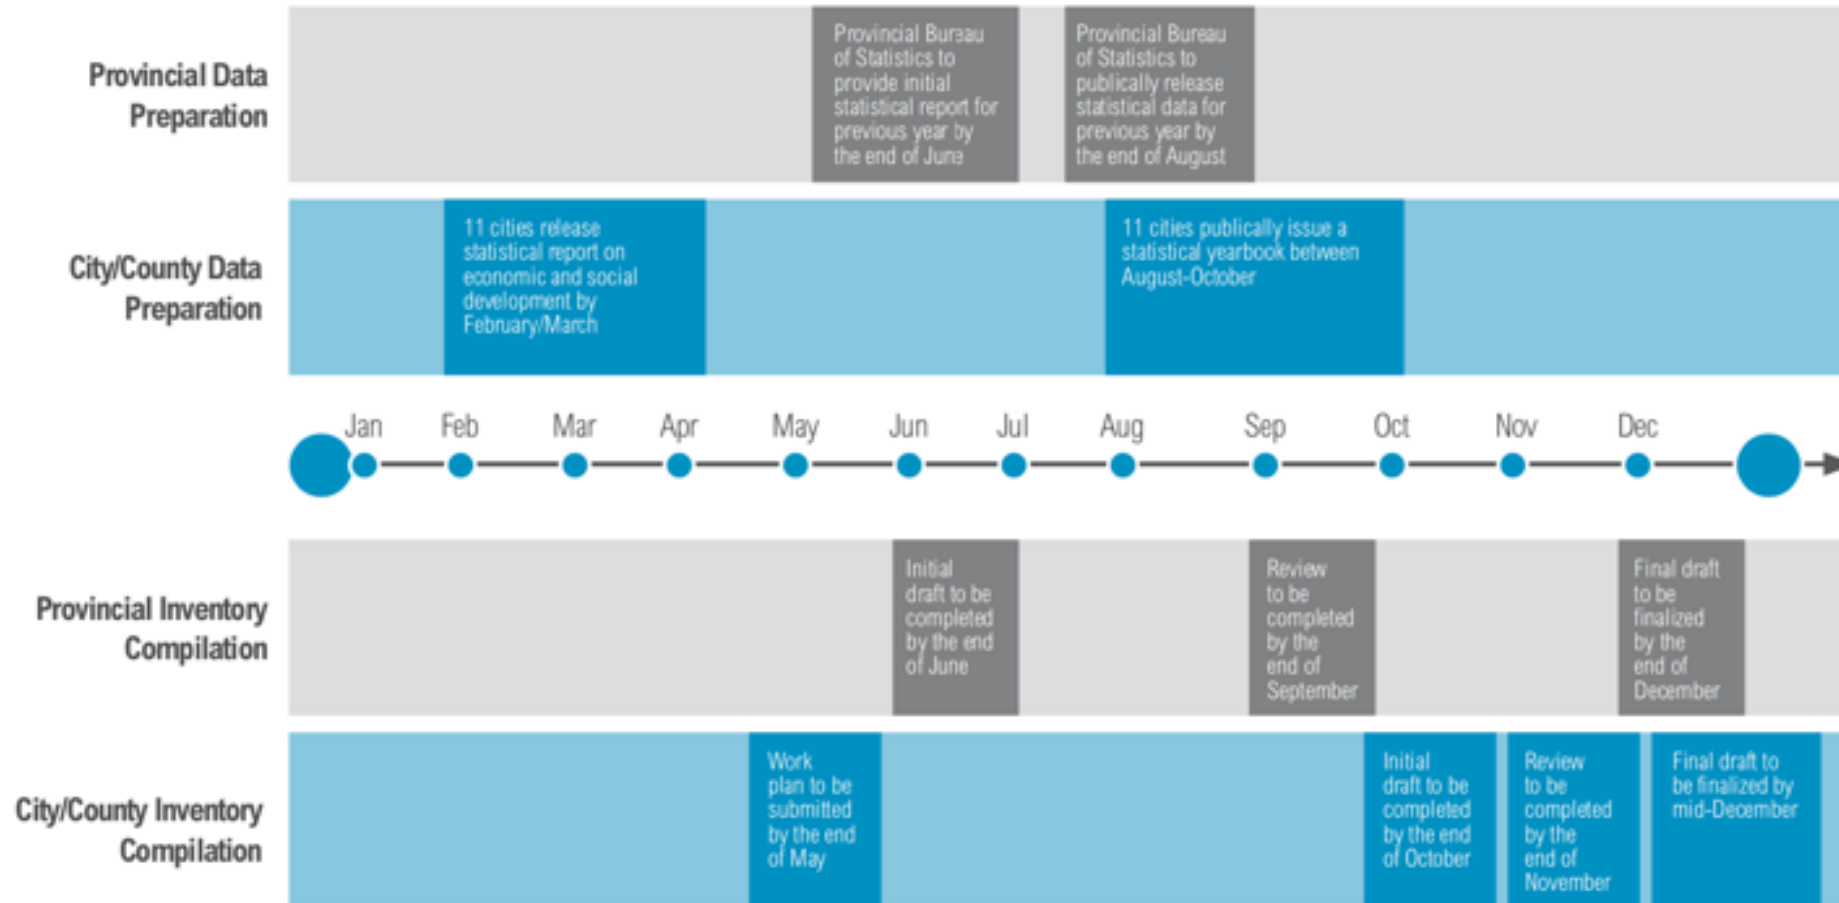 Provincial Data
Preparation
Provincial Bureau
of Statistics to
provide initial
statistical report for
previous year by
the end of June
Provincial Bureau
of Statistics to
publically release
statistical data for
previous year by
the end of August
City/County Data
Preparation
11 cities release
statistical report on
economic and social
development by
February/March
11 cities publically issue a
statistical yearbook between
August-October
Jan Feb Mar Apr May Jun Jul Aug Sep Oct Nov Dec
Provincial Inventory
Compilation
Initial
draft to be
completed
by the end
of June
Review
to be
completed
by the
end of
September
Final draft
to be
finalized
by the
end of
December
City/County Inventory
Compilation
Work
plan to be
submitted
by the end
of May
Initial
draft to be
completed
by the end
of October
Review
to be
completed
by the
end of
November
Final draft to
be finalized by
mid-December